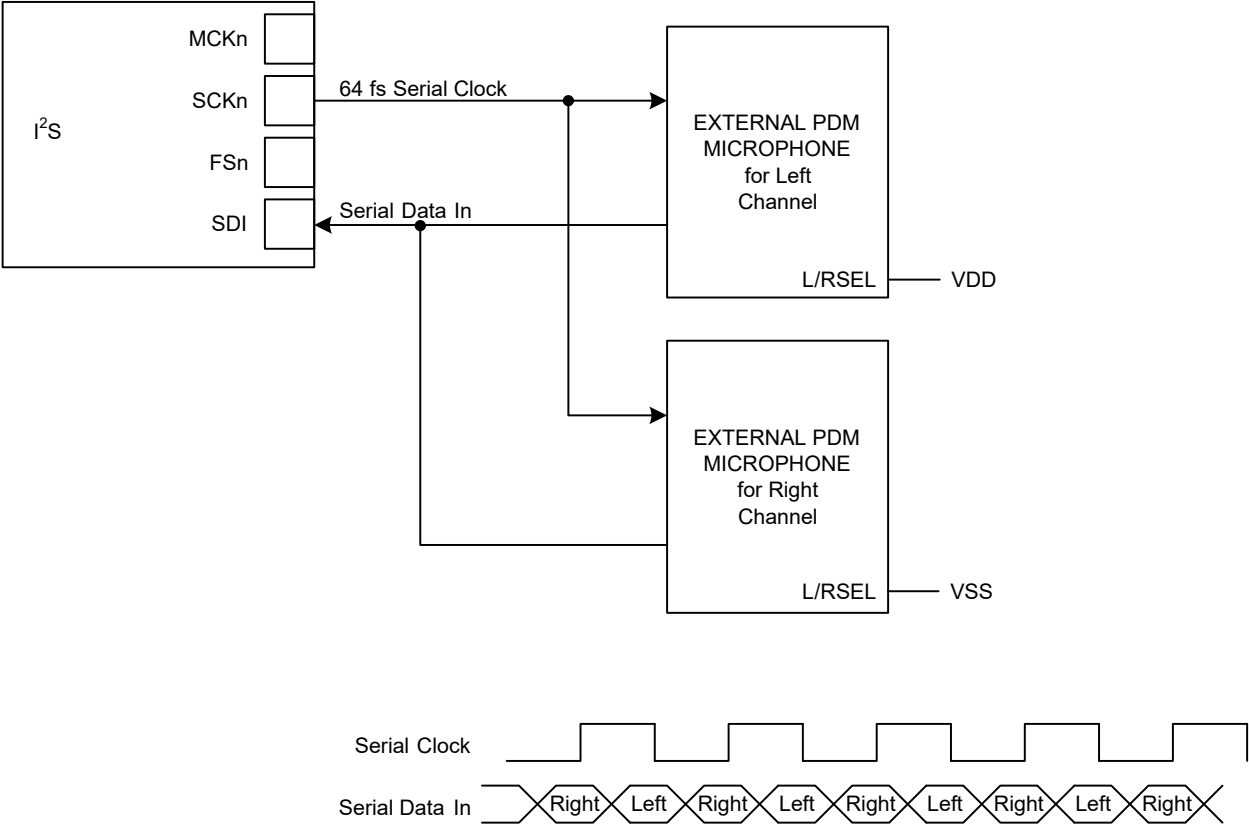 MCKn
64 fs Serial Clock
SCKn
I²S
FSn
Serial Data In
SDI
EXTERNAL PDM
MICROPHONE
for Left
Channel
L/RSEL
VDD
EXTERNAL PDM
MICROPHONE
for Right
Channel
L/RSEL
VSS
Serial Clock
Serial Data In
Right Left Right Left Right Left Right Left Right